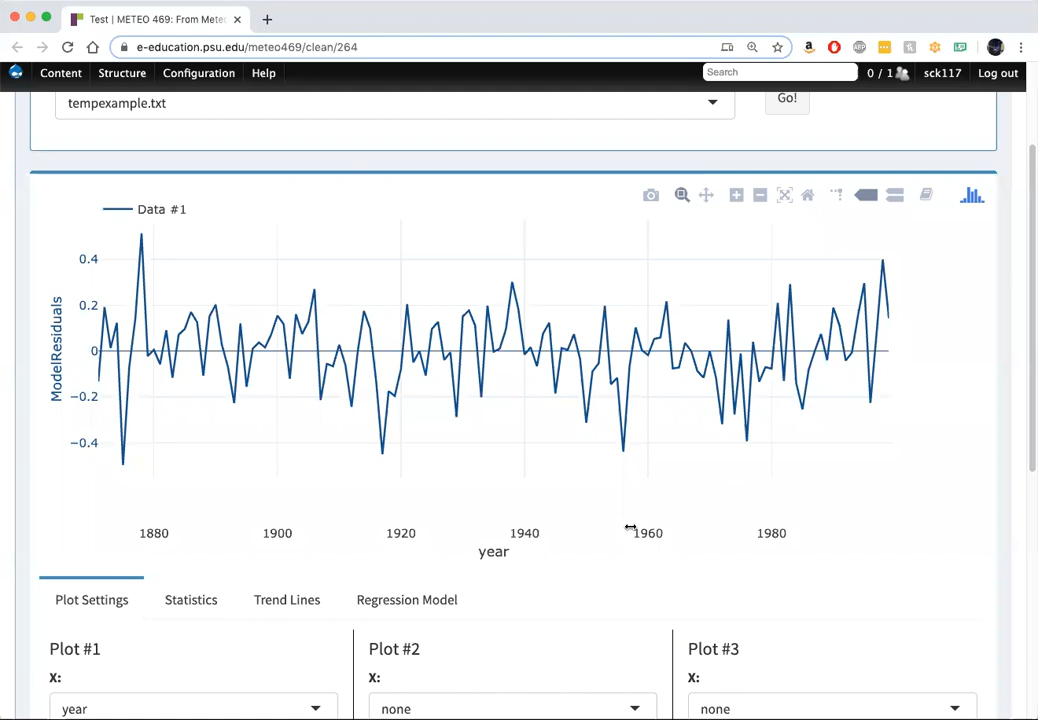 Test | METEO 469: From Mete
e-education.psu.edu/meteo469/clean/264
Content Structure Configuration Help Search 0 / 1 sck117 Log out
tempexample.txt Go!
Data #1
0.4
0.2
0
−0.2
−0.4
ModelResiduals
1880 1900 1920 1940 1960 1980
year
Plot Settings Statistics Trend Lines Regression Model
Plot #1 Plot #2 Plot #3
X: X: X:
year none none